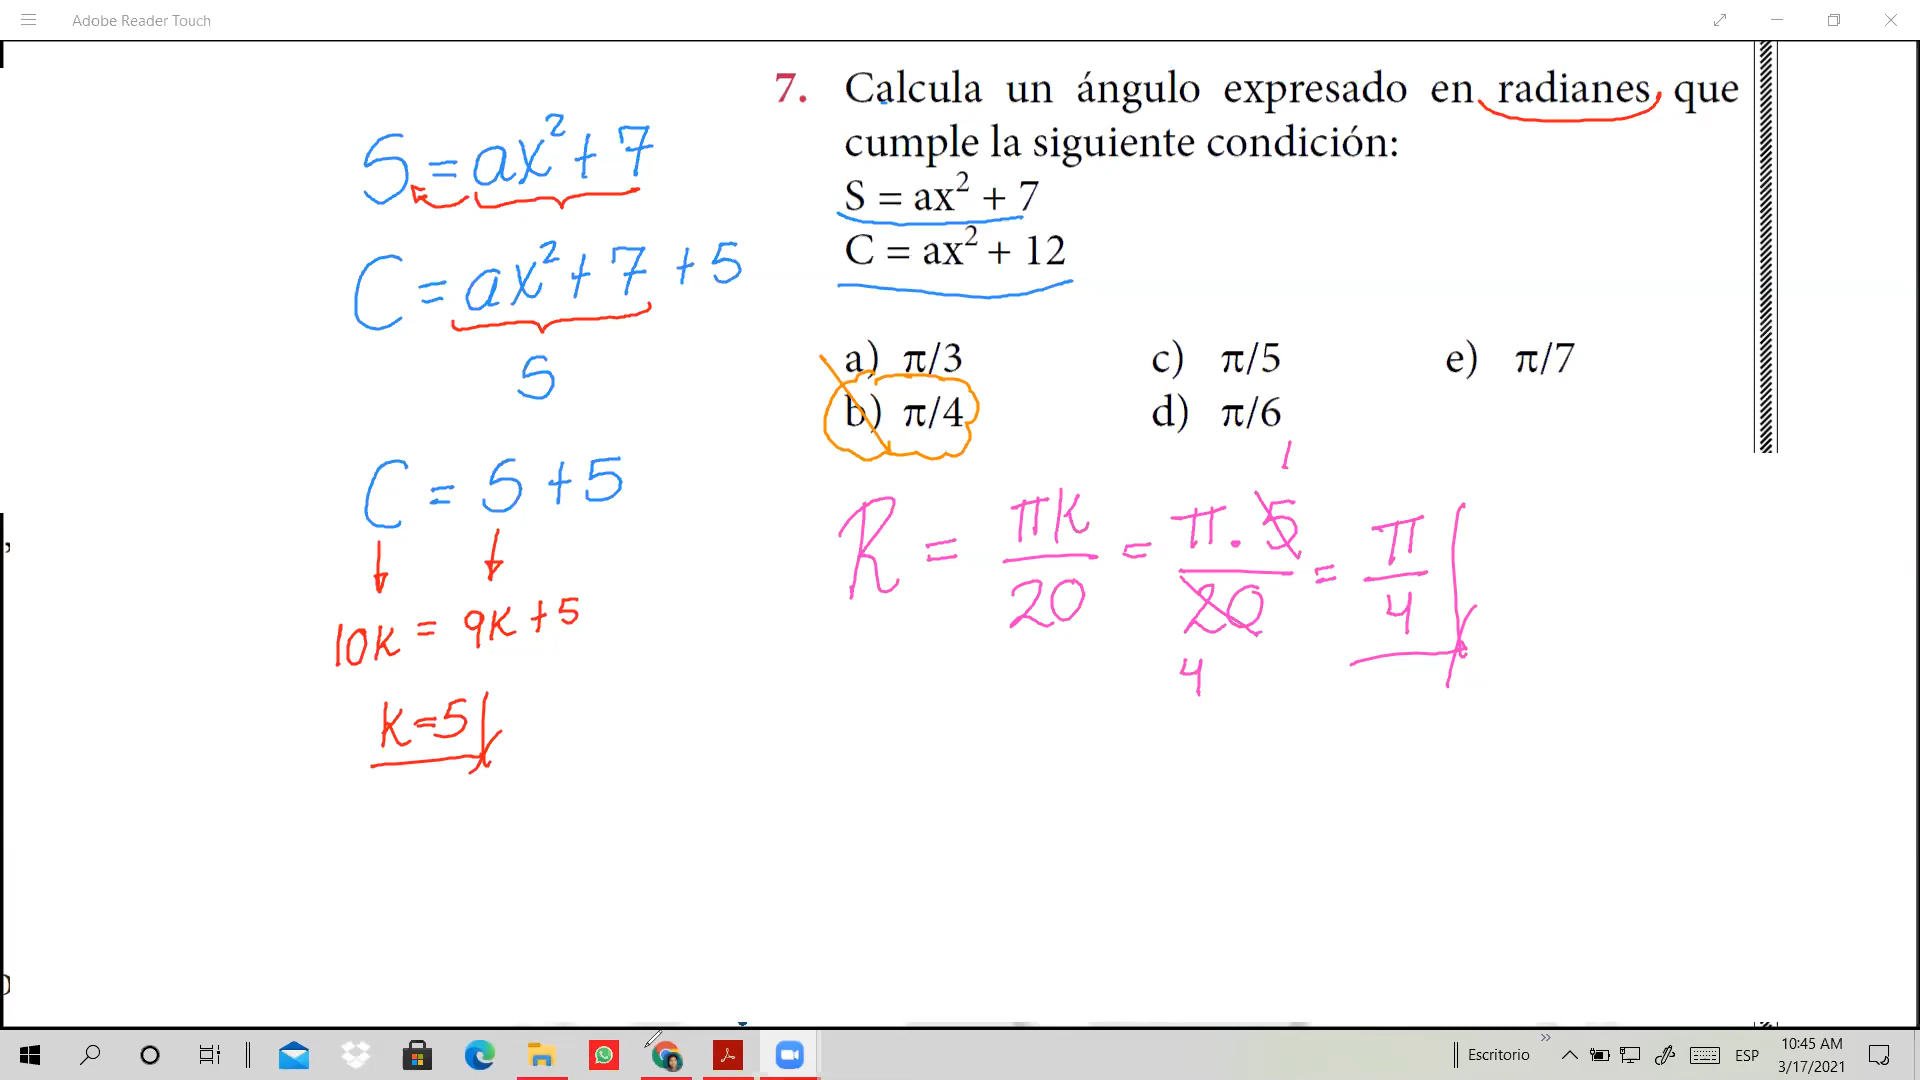 Adobe Reader Touch
7. Calcula un ángulo expresado en radianes, que
cumple la siguiente condición:
S = ax² + 7
C = ax² + 12
a) π/3
c) π/5
e) π/7
b) π/4
d) π/6
S = ax² + 7
C = ax² + 7 + 5
S
C = S + 5
10K = 9K + 5
K = 5
1
R = πK/20 = π.5/20 = π/4
4
Escritorio
ESP
10:45 AM
3/17/2021